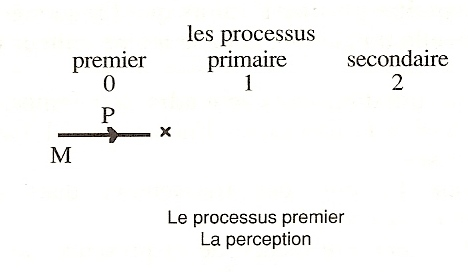 les processus
premier primaire secondaire
0 1 2
P
M
Le processus premier
La perception